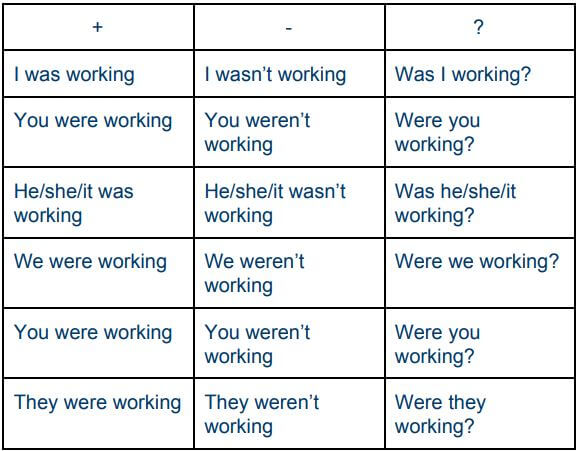 +
-
?
I was working
I wasn’t working
Was I working?
You were working
You weren’t
working
Were you
working?
He/she/it was
working
He/she/it wasn’t
working
Was he/she/it
working?
We were working
We weren’t
working
Were we working?
You were working
You weren’t
working
Were you
working?
They were working
They weren’t
working
Were they
working?